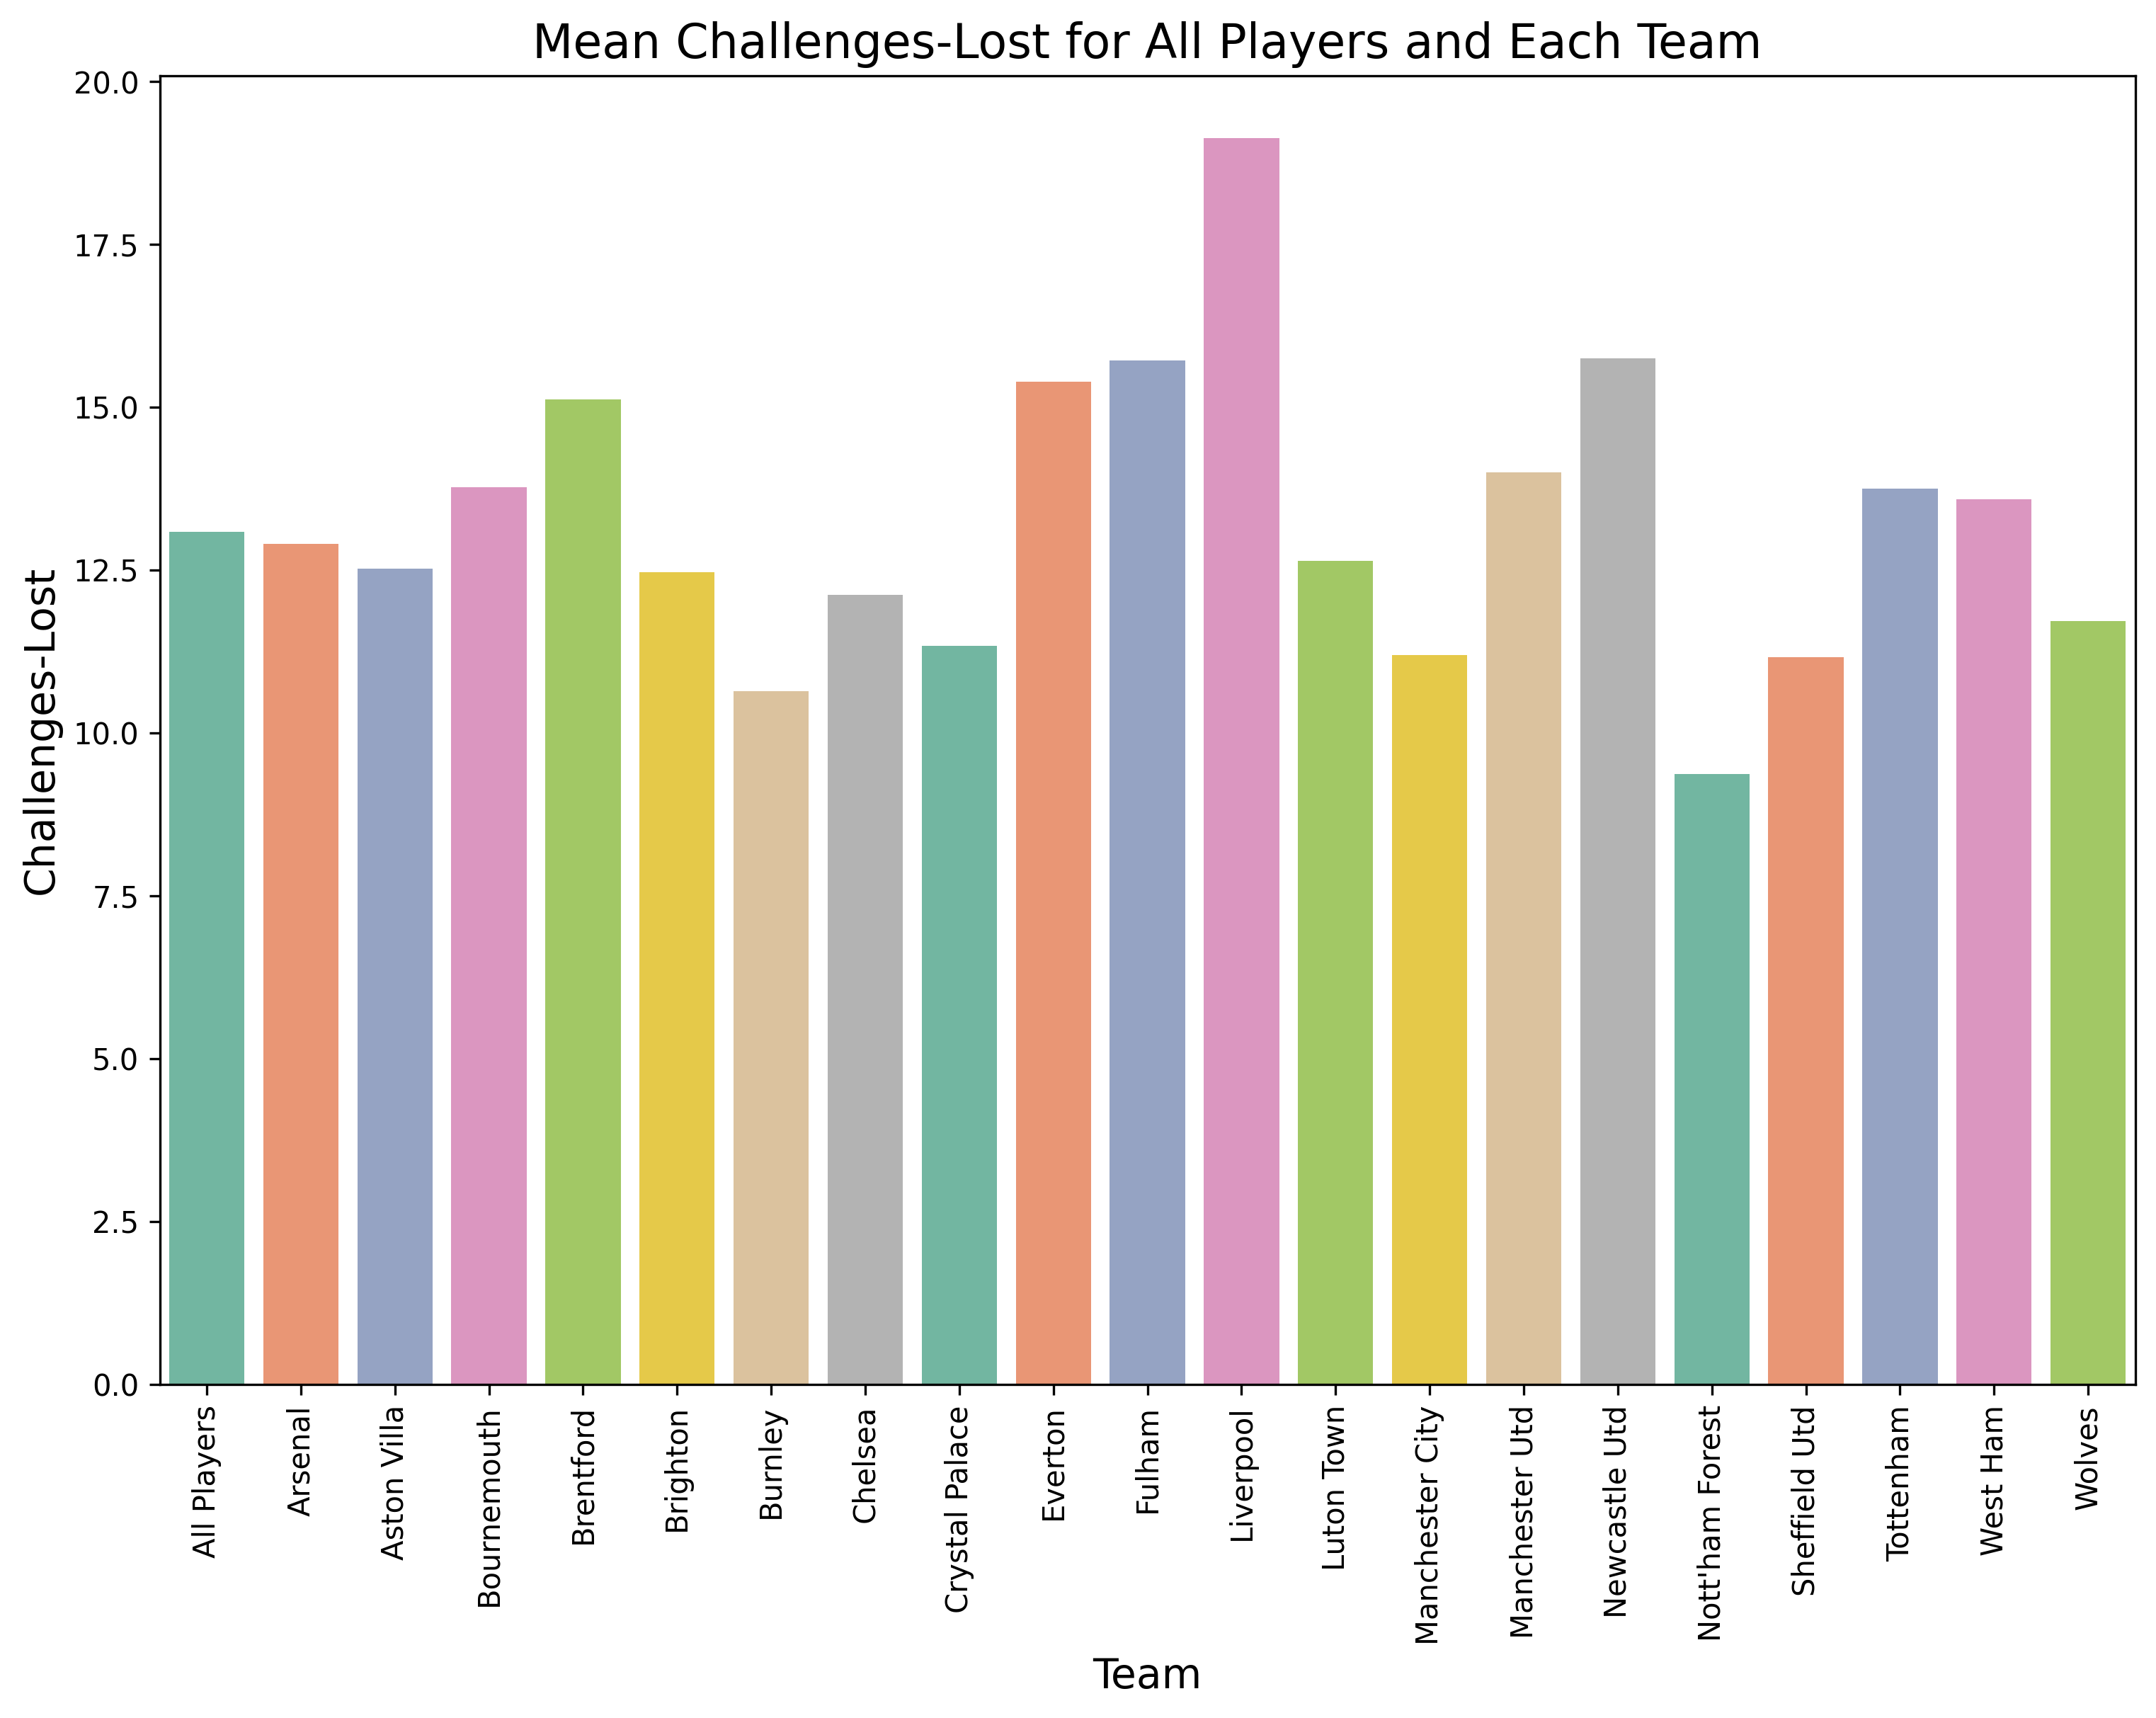 Mean Challenges-Lost for All Players and Each Team
20.0
17.5
15.0
12.5
10.0
7.5
5.0
2.5
0.0
Challenges-Lost
All Players
Arsenal
Aston Villa
Bournemouth
Brentford
Brighton
Burnley
Chelsea
Crystal Palace
Everton
Fulham
Liverpool
Luton Town
Manchester City
Manchester Utd
Newcastle Utd
Nott'ham Forest
Sheffield Utd
Tottenham
West Ham
Wolves
Team